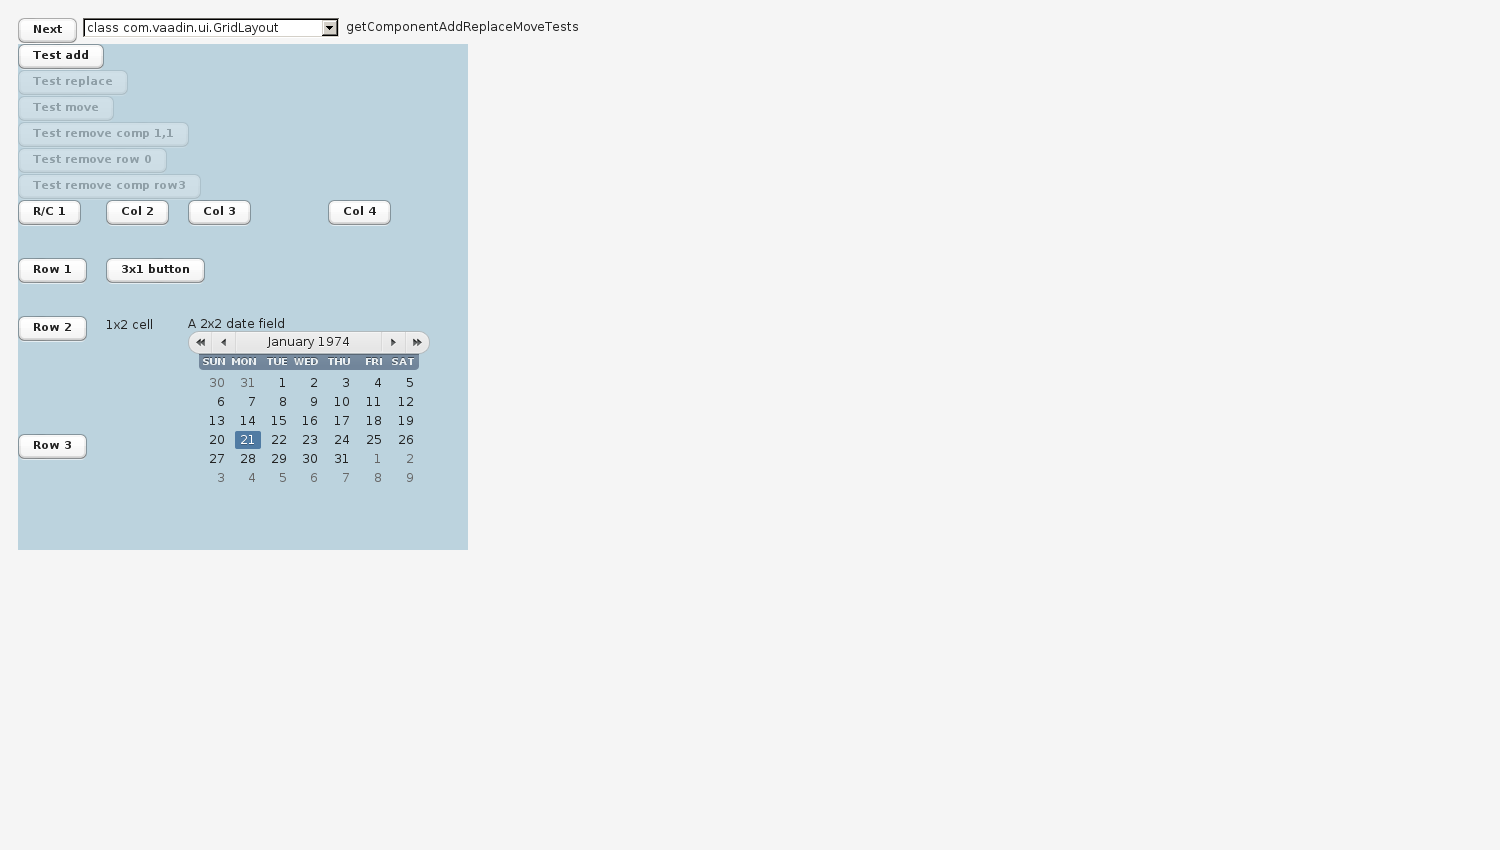 Next class com.vaadin.ui.GridLayout getComponentAddReplaceMoveTests
Test add
Test replace
Test move
Test remove comp 1,1
Test remove row 0
Test remove comp row3
R/C 1 Col 2 Col 3 Col 4
Row 1 3x1 button
Row 2 1x2 cell A 2x2 date field
January 1974
SUN MON TUE WED THU FRI SAT
30 31 1 2 3 4 5
6 7 8 9 10 11 12
13 14 15 16 17 18 19
20 21 22 23 24 25 26
Row 3
27 28 29 30 31 1 2
3 4 5 6 7 8 9